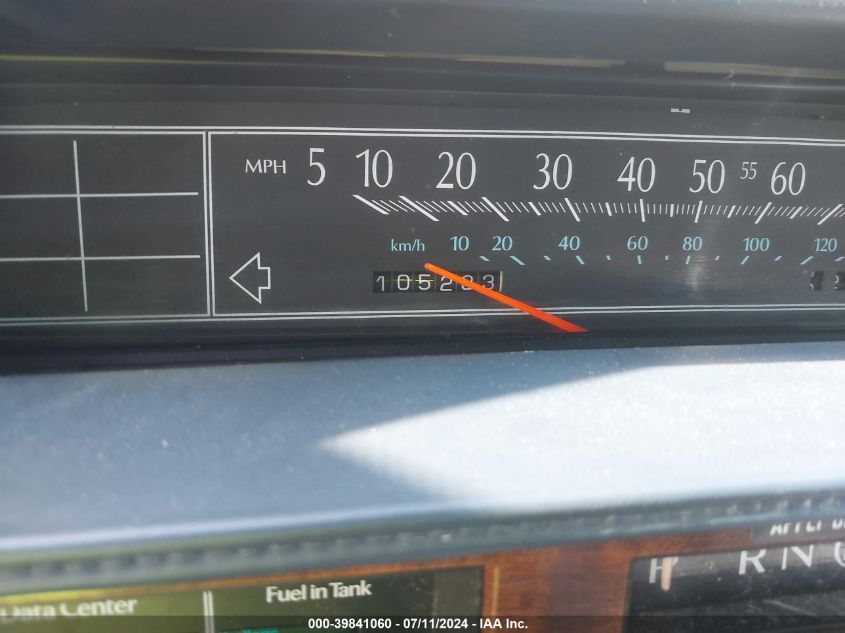 MPH 5 10 20 30 40 50 55 60
km/h 10 20 40 60 80 100 120
Fuel in Tank
Data Center
R N
000-39841060 - 07/11/2024 - IAA Inc.